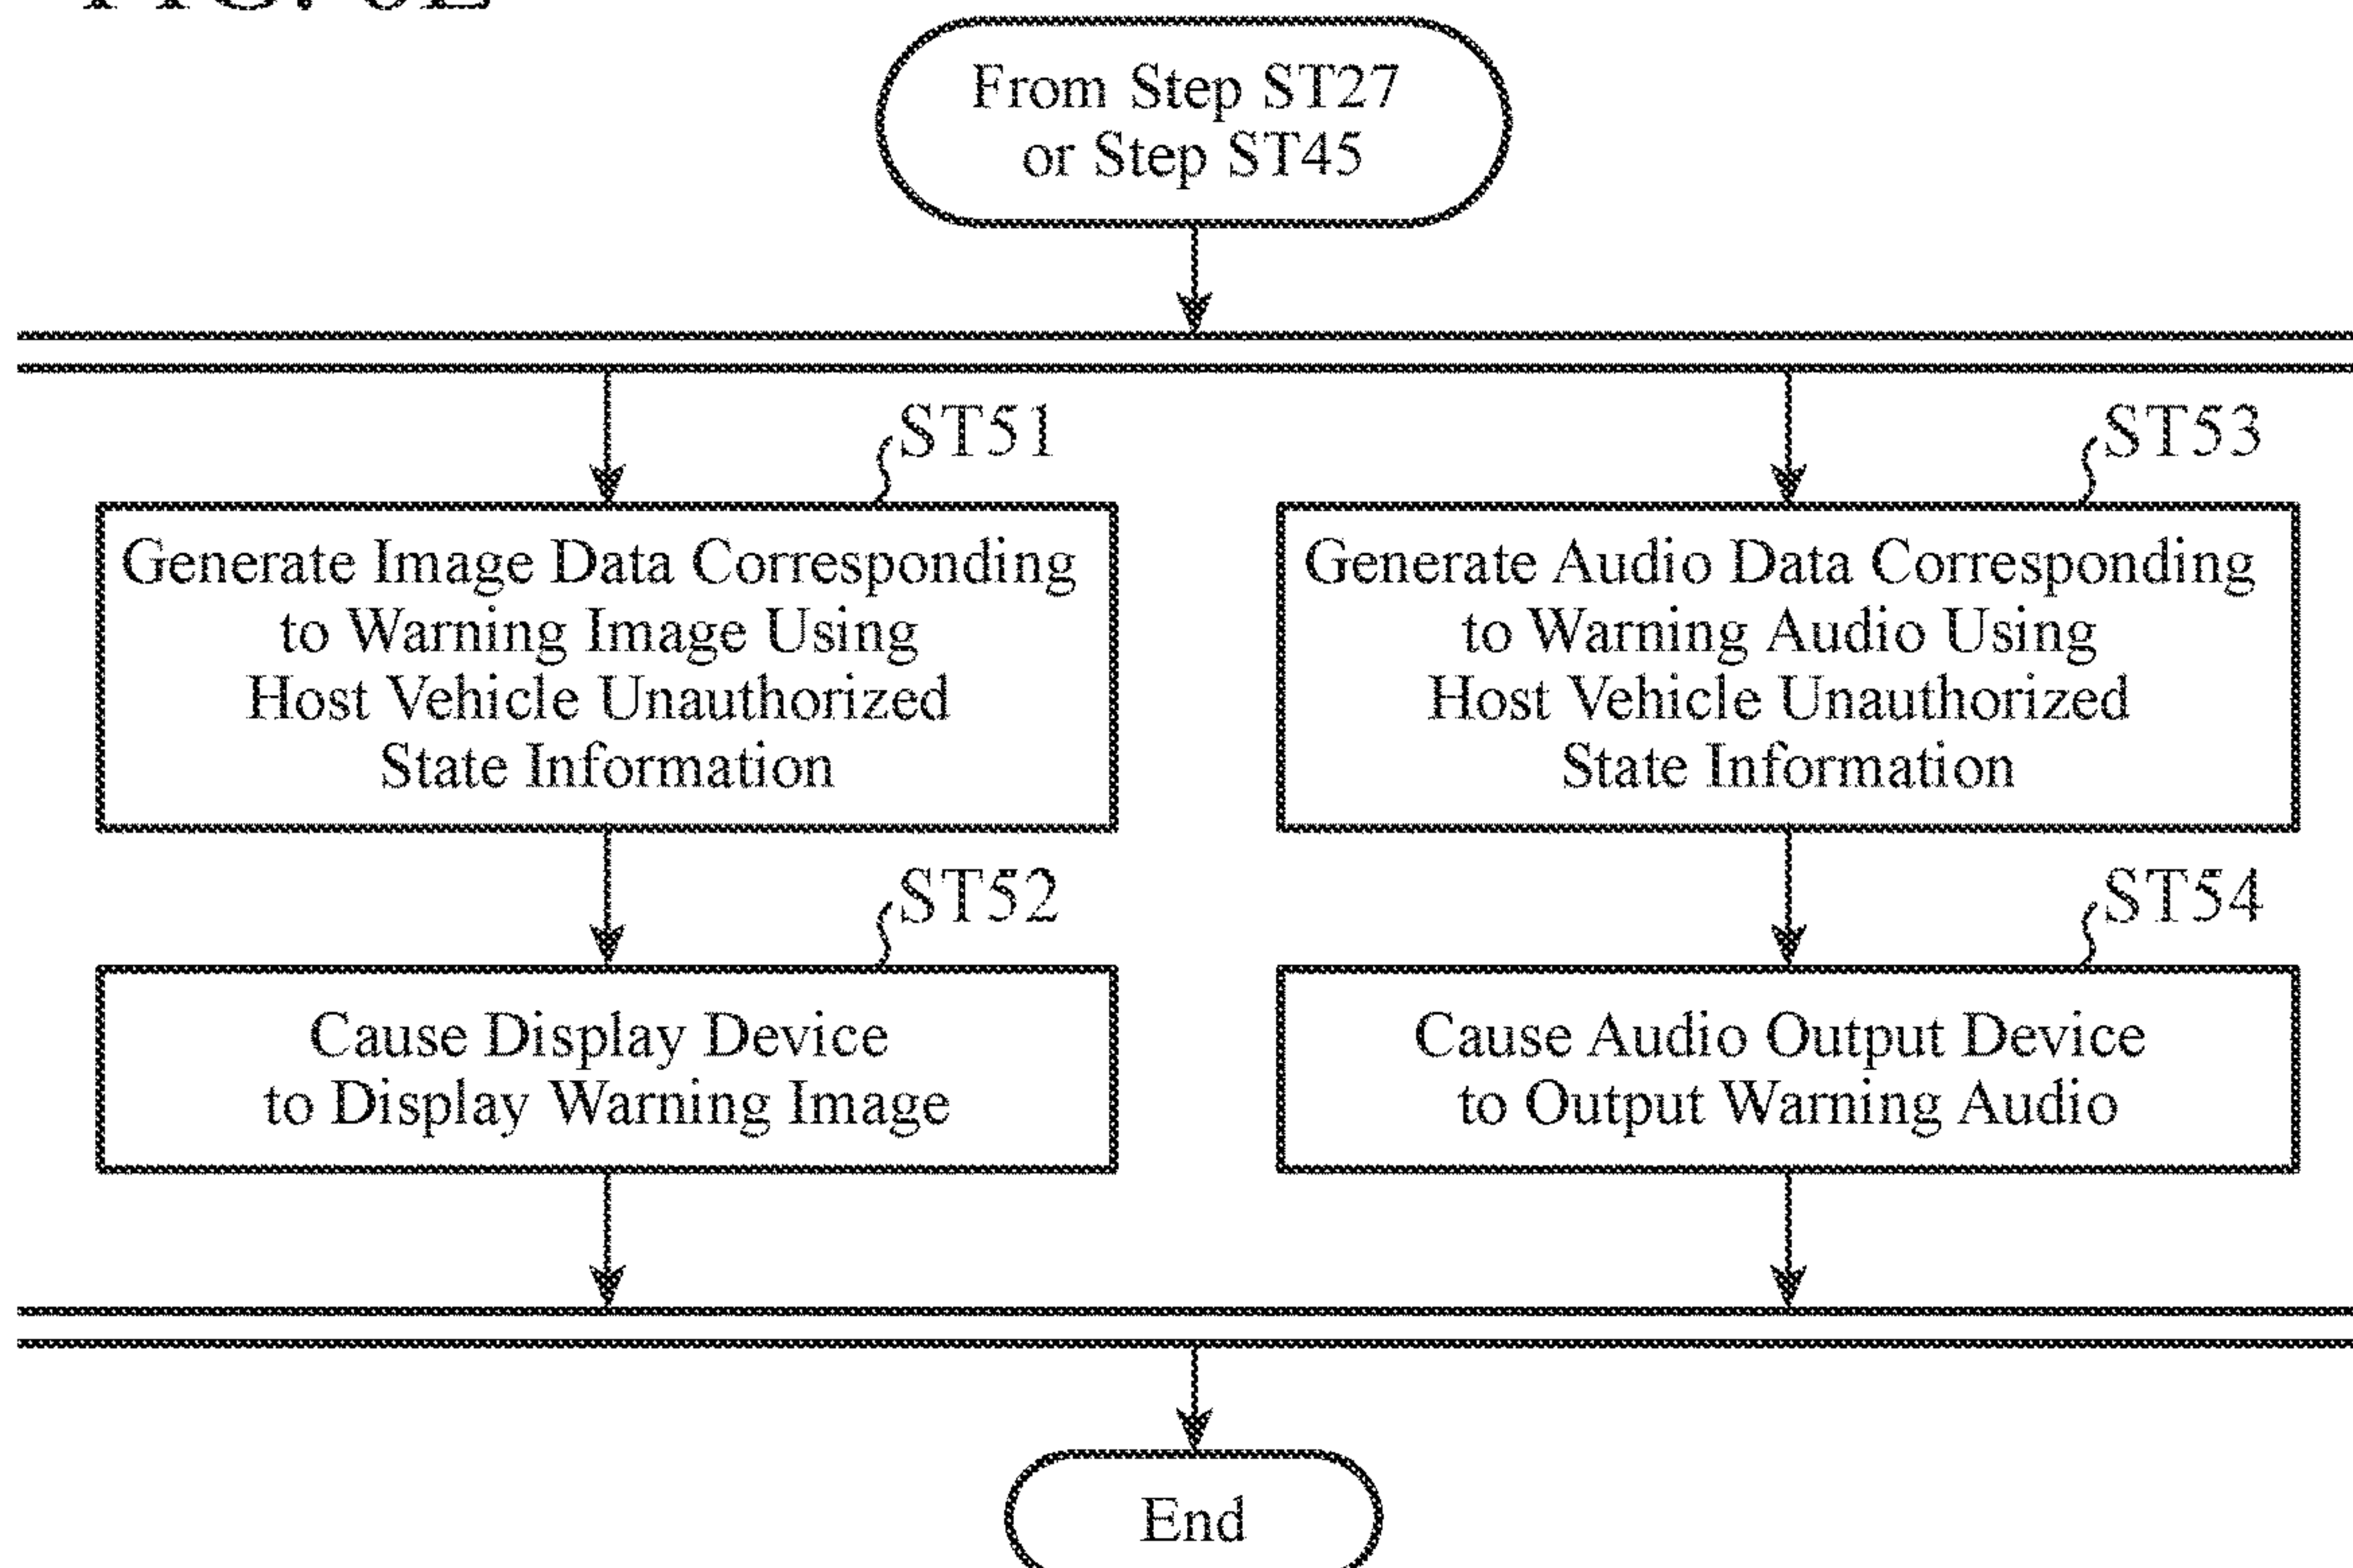 From Step ST27
or Step ST45
ST51
Generate Image Data Corresponding
to Warning Image Using
Host Vehicle Unauthorized
State Information
ST52
Cause Display Device
to Display Warning Image
ST53
Generate Audio Data Corresponding
to Warning Audio Using
Host Vehicle Unauthorized
State Information
ST54
Cause Audio Output Device
to Output Warning Audio
End